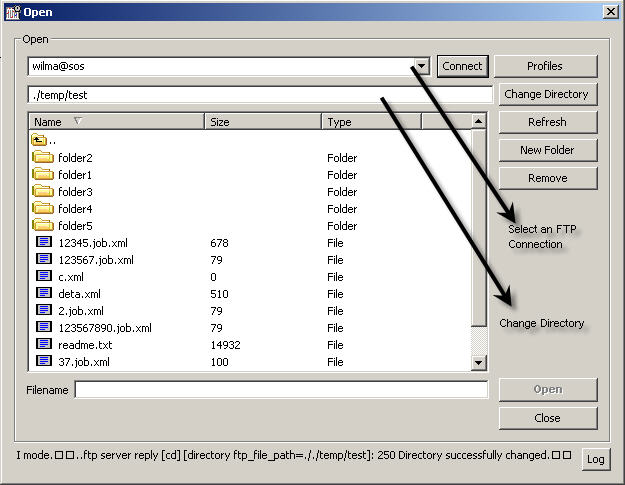 Open
Open
wilma@sos Connect Profiles
./temp/test Change Directory
Name Size Type Refresh
..
New Folder
folder2 Folder
folder1 Folder Remove
folder3 Folder
folder4 Folder
folder5 Folder
Select an FTP
Connection
12345.job.xml 678 File
123567.job.xml 79 File
c.xml 0 File
deta.xml 510 File
2.job.xml 79 File
Change Directory
123567890.job.xml 79 File
readme.txt 14932 File
37.job.xml 100 File
Filename Open
Close
I mode.□□..ftp server reply [cd] [directory ftp_file_path=././temp/test]: 250 Directory successfully changed.□□ Log